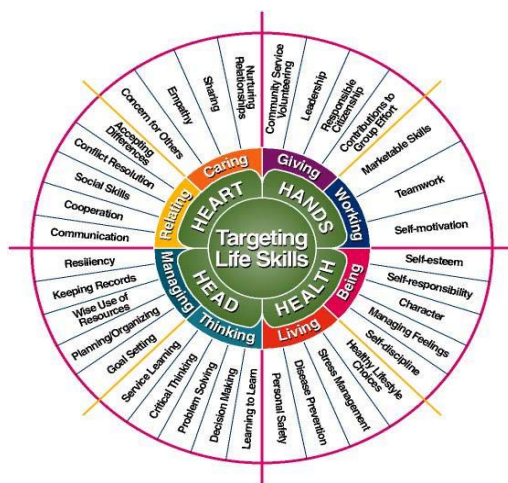 Targeting
Life Skills
HEART
HANDS
HEALTH
HEAD
Relating
Caring
Giving
Working
Being
Living
Thinking
Managing
Communication
Cooperation
Social Skills
Conflict Resolution
Accepting
Differences
Concern for Others
Empathy
Sharing
Nurturing
Relationships
Community Service
Volunteering
Leadership
Responsible
Citizenship
Contributions to
Group Effort
Marketable Skills
Teamwork
Self-motivation
Self-esteem
Self-responsibility
Character
Managing Feelings
Self-discipline
Healthy Lifestyle
Choices
Stress Management
Disease Prevention
Personal Safety
Learning to Learn
Decision Making
Problem Solving
Critical Thinking
Service Learning
Goal Setting
Planning/Organizing
Wise Use of
Resources
Keeping Records
Resiliency